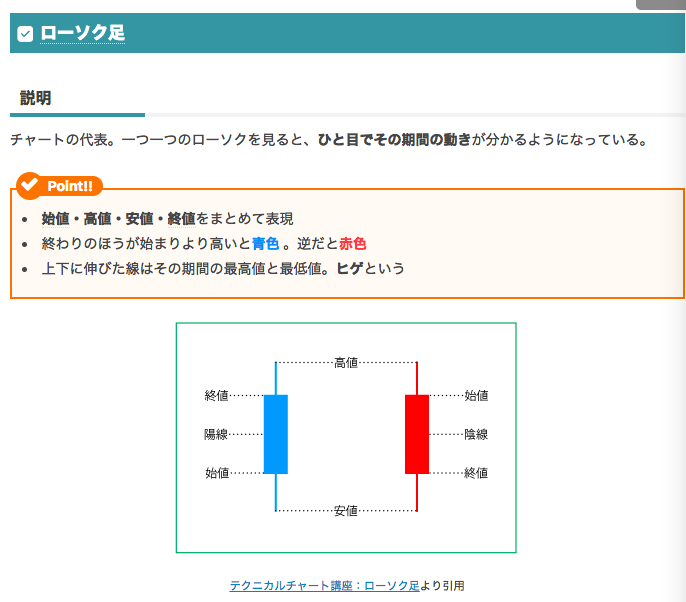 ローソク足
説明
チャートの代表。一つ一つのローソクを見ると、ひと目でその期間の動きが分かるようになっている。
Point!!
始値・高値・安値・終値をまとめて表現
終わりのほうが始まりより高いと青色 。逆だと赤色
上下に伸びた線はその期間の最高値と最低値。ヒゲという
高値
終値 始値
陽線 陰線
始値 終値
安値
テクニカルチャート講座：ローソク足より引用